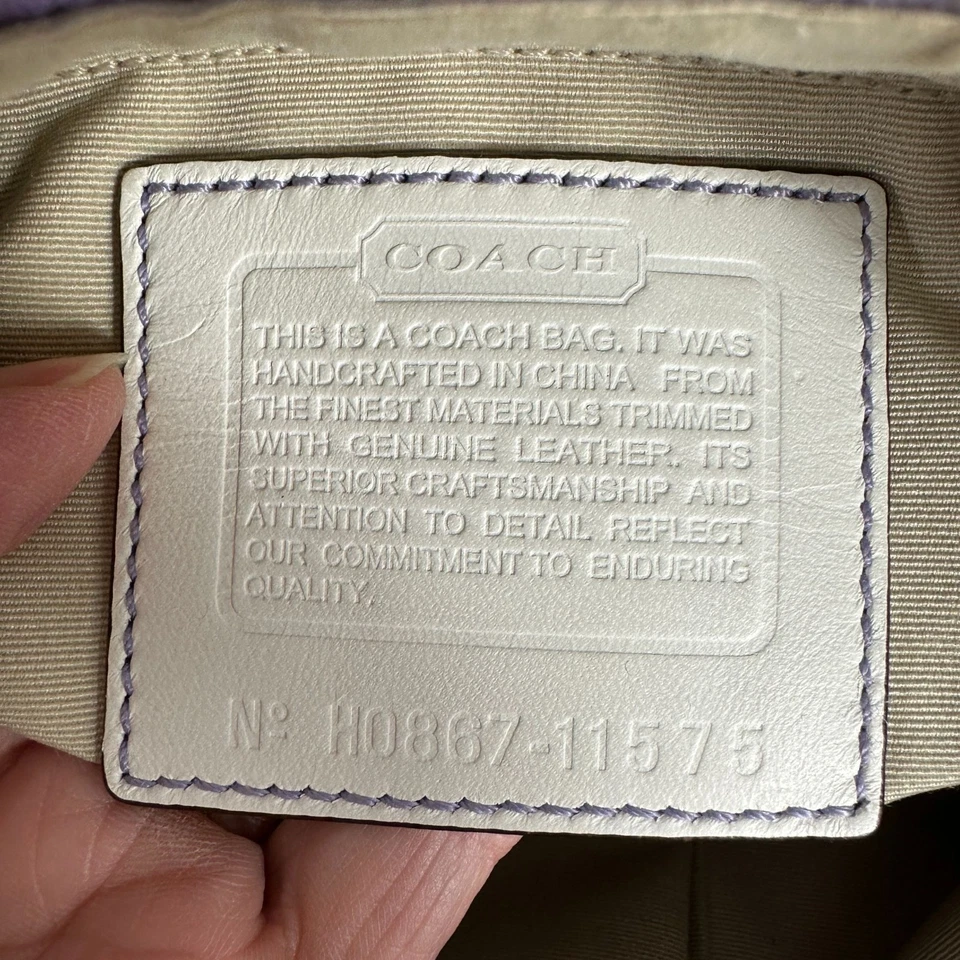 COACH
THIS IS A COACH BAG. IT WAS
HANDCRAFTED IN CHINA FROM
THE FINEST MATERIALS TRIMMED
WITH GENUINE LEATHER. ITS
SUPERIOR CRAFTSMANSHIP AND
ATTENTION TO DETAIL REFLECT
OUR COMMITMENT TO ENDURING
QUALITY.
Nº H0867-11575